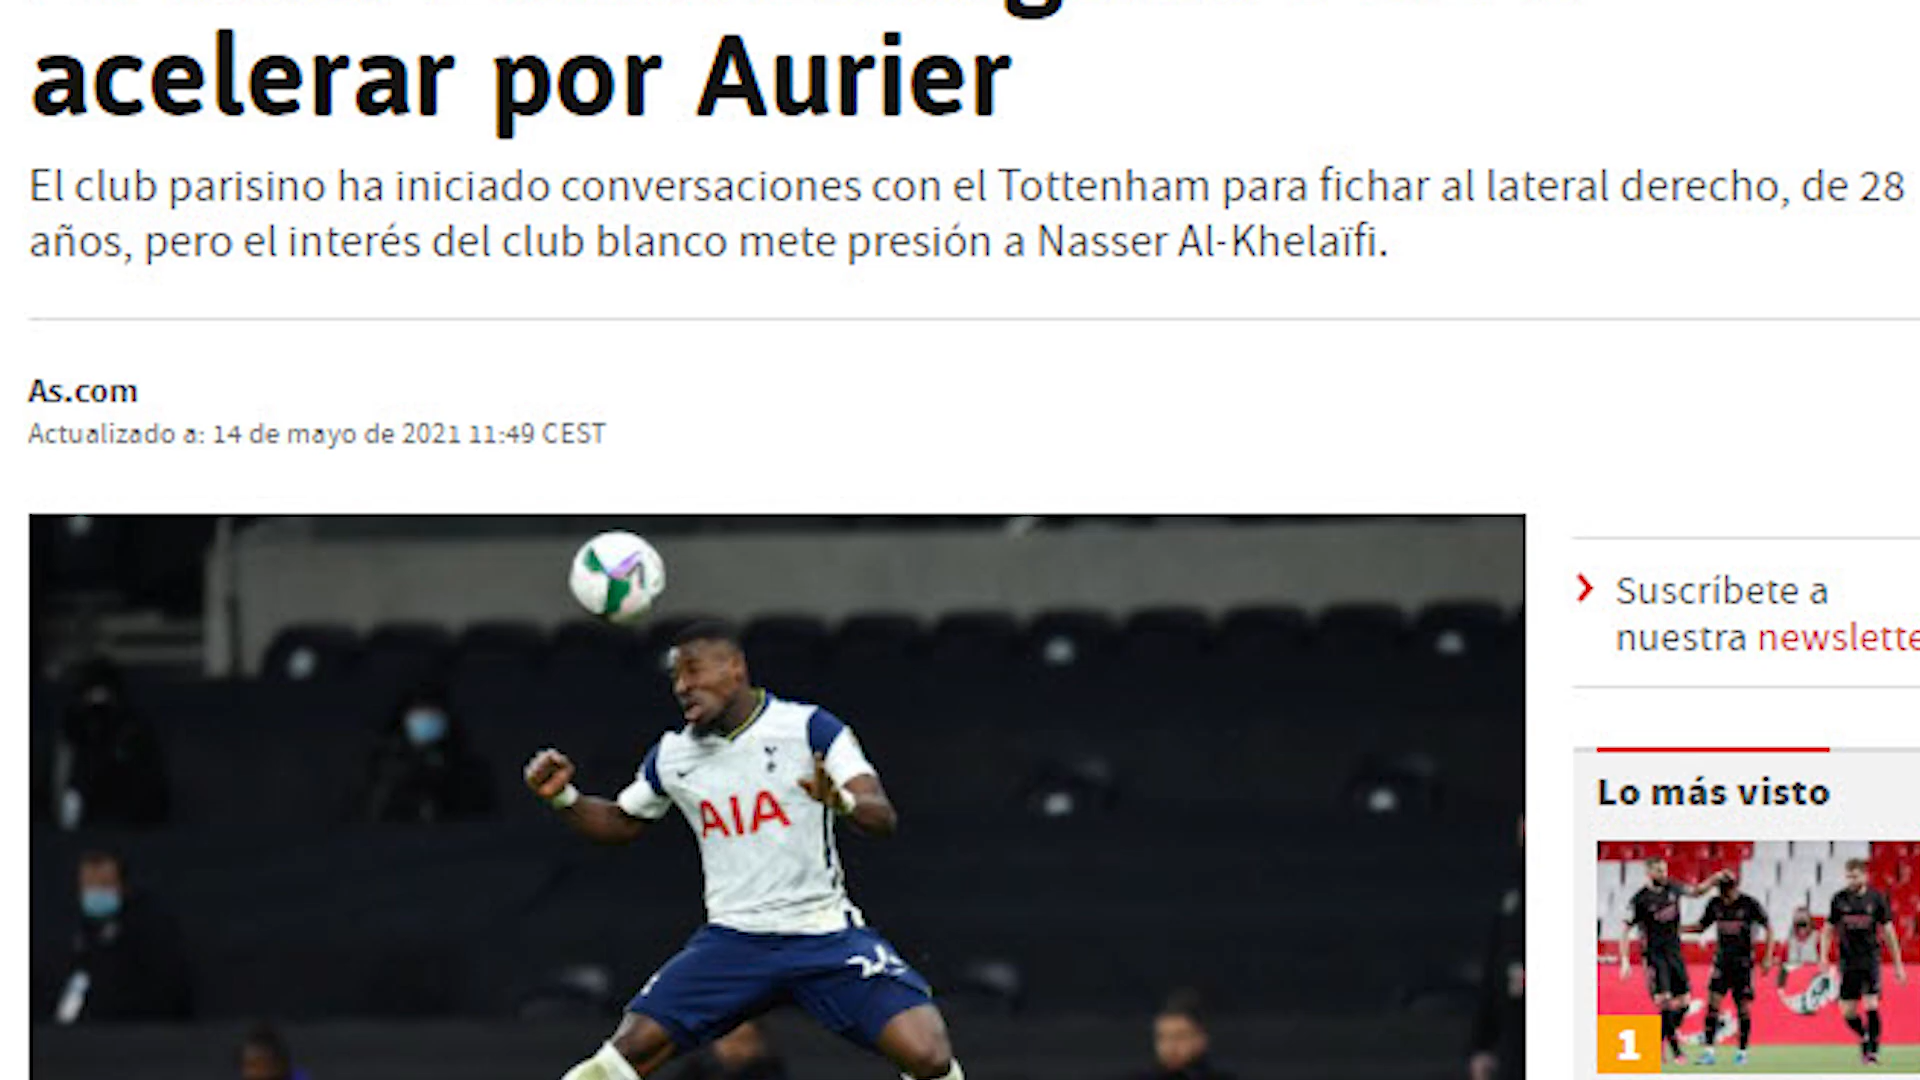 acelerar por Aurier
El club parisino ha iniciado conversaciones con el Tottenham para fichar al lateral derecho, de 28
años, pero el interés del club blanco mete presión a Nasser Al-Khelaïfi.
As.com
Actualizado a: 14 de mayo de 2021 11:49 CEST
Suscríbete a
nuestra newslette
Lo más visto
AIA
24
1